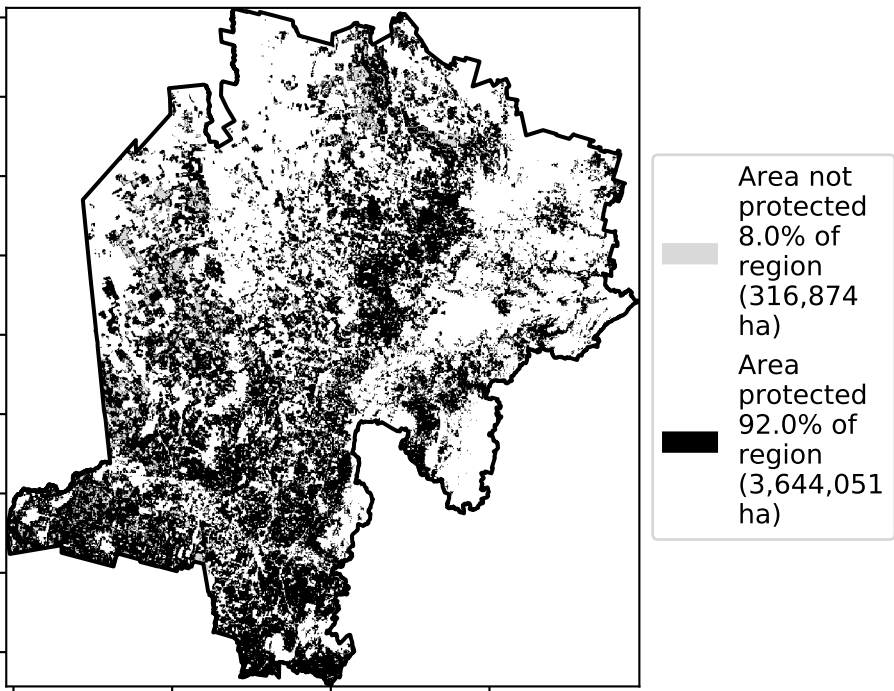 Area not
protected
8.0% of
region
(316,874
ha)
Area
protected
92.0% of
region
(3,644,051
ha)